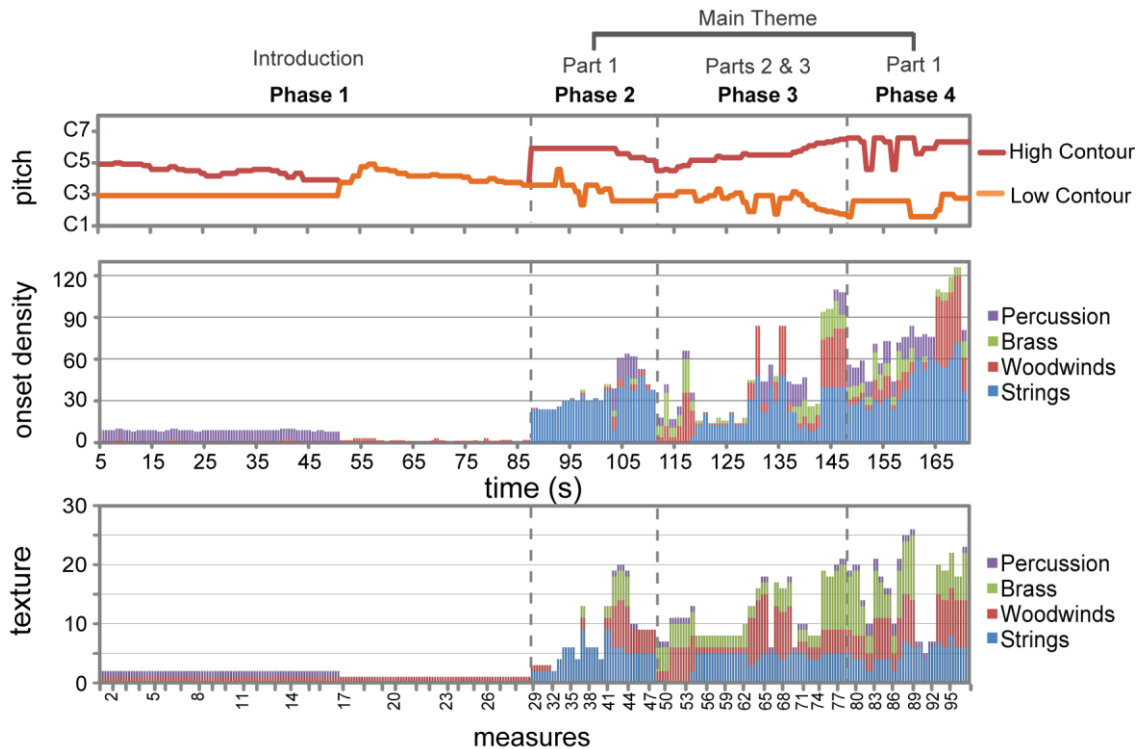 Main Theme
Introduction
Part 1
Parts 2 & 3
Part 1
Phase 1
Phase 2
Phase 3
Phase 4
pitch
C7
C5
C3
C1
High Contour
Low Contour
onset density
120
90
60
30
0
Percussion
Brass
Woodwinds
Strings
5 15 25 35 45 55 65 75 85 95 105 115 125 135 145 155 165
time (s)
texture
30
20
10
0
Percussion
Brass
Woodwinds
Strings
2 5 8 11 14 17 20 23 26 29 32 35 38 41 44 47 50 53 56 59 62 65 68 71 74 77 80 83 86 89 92 95
measures